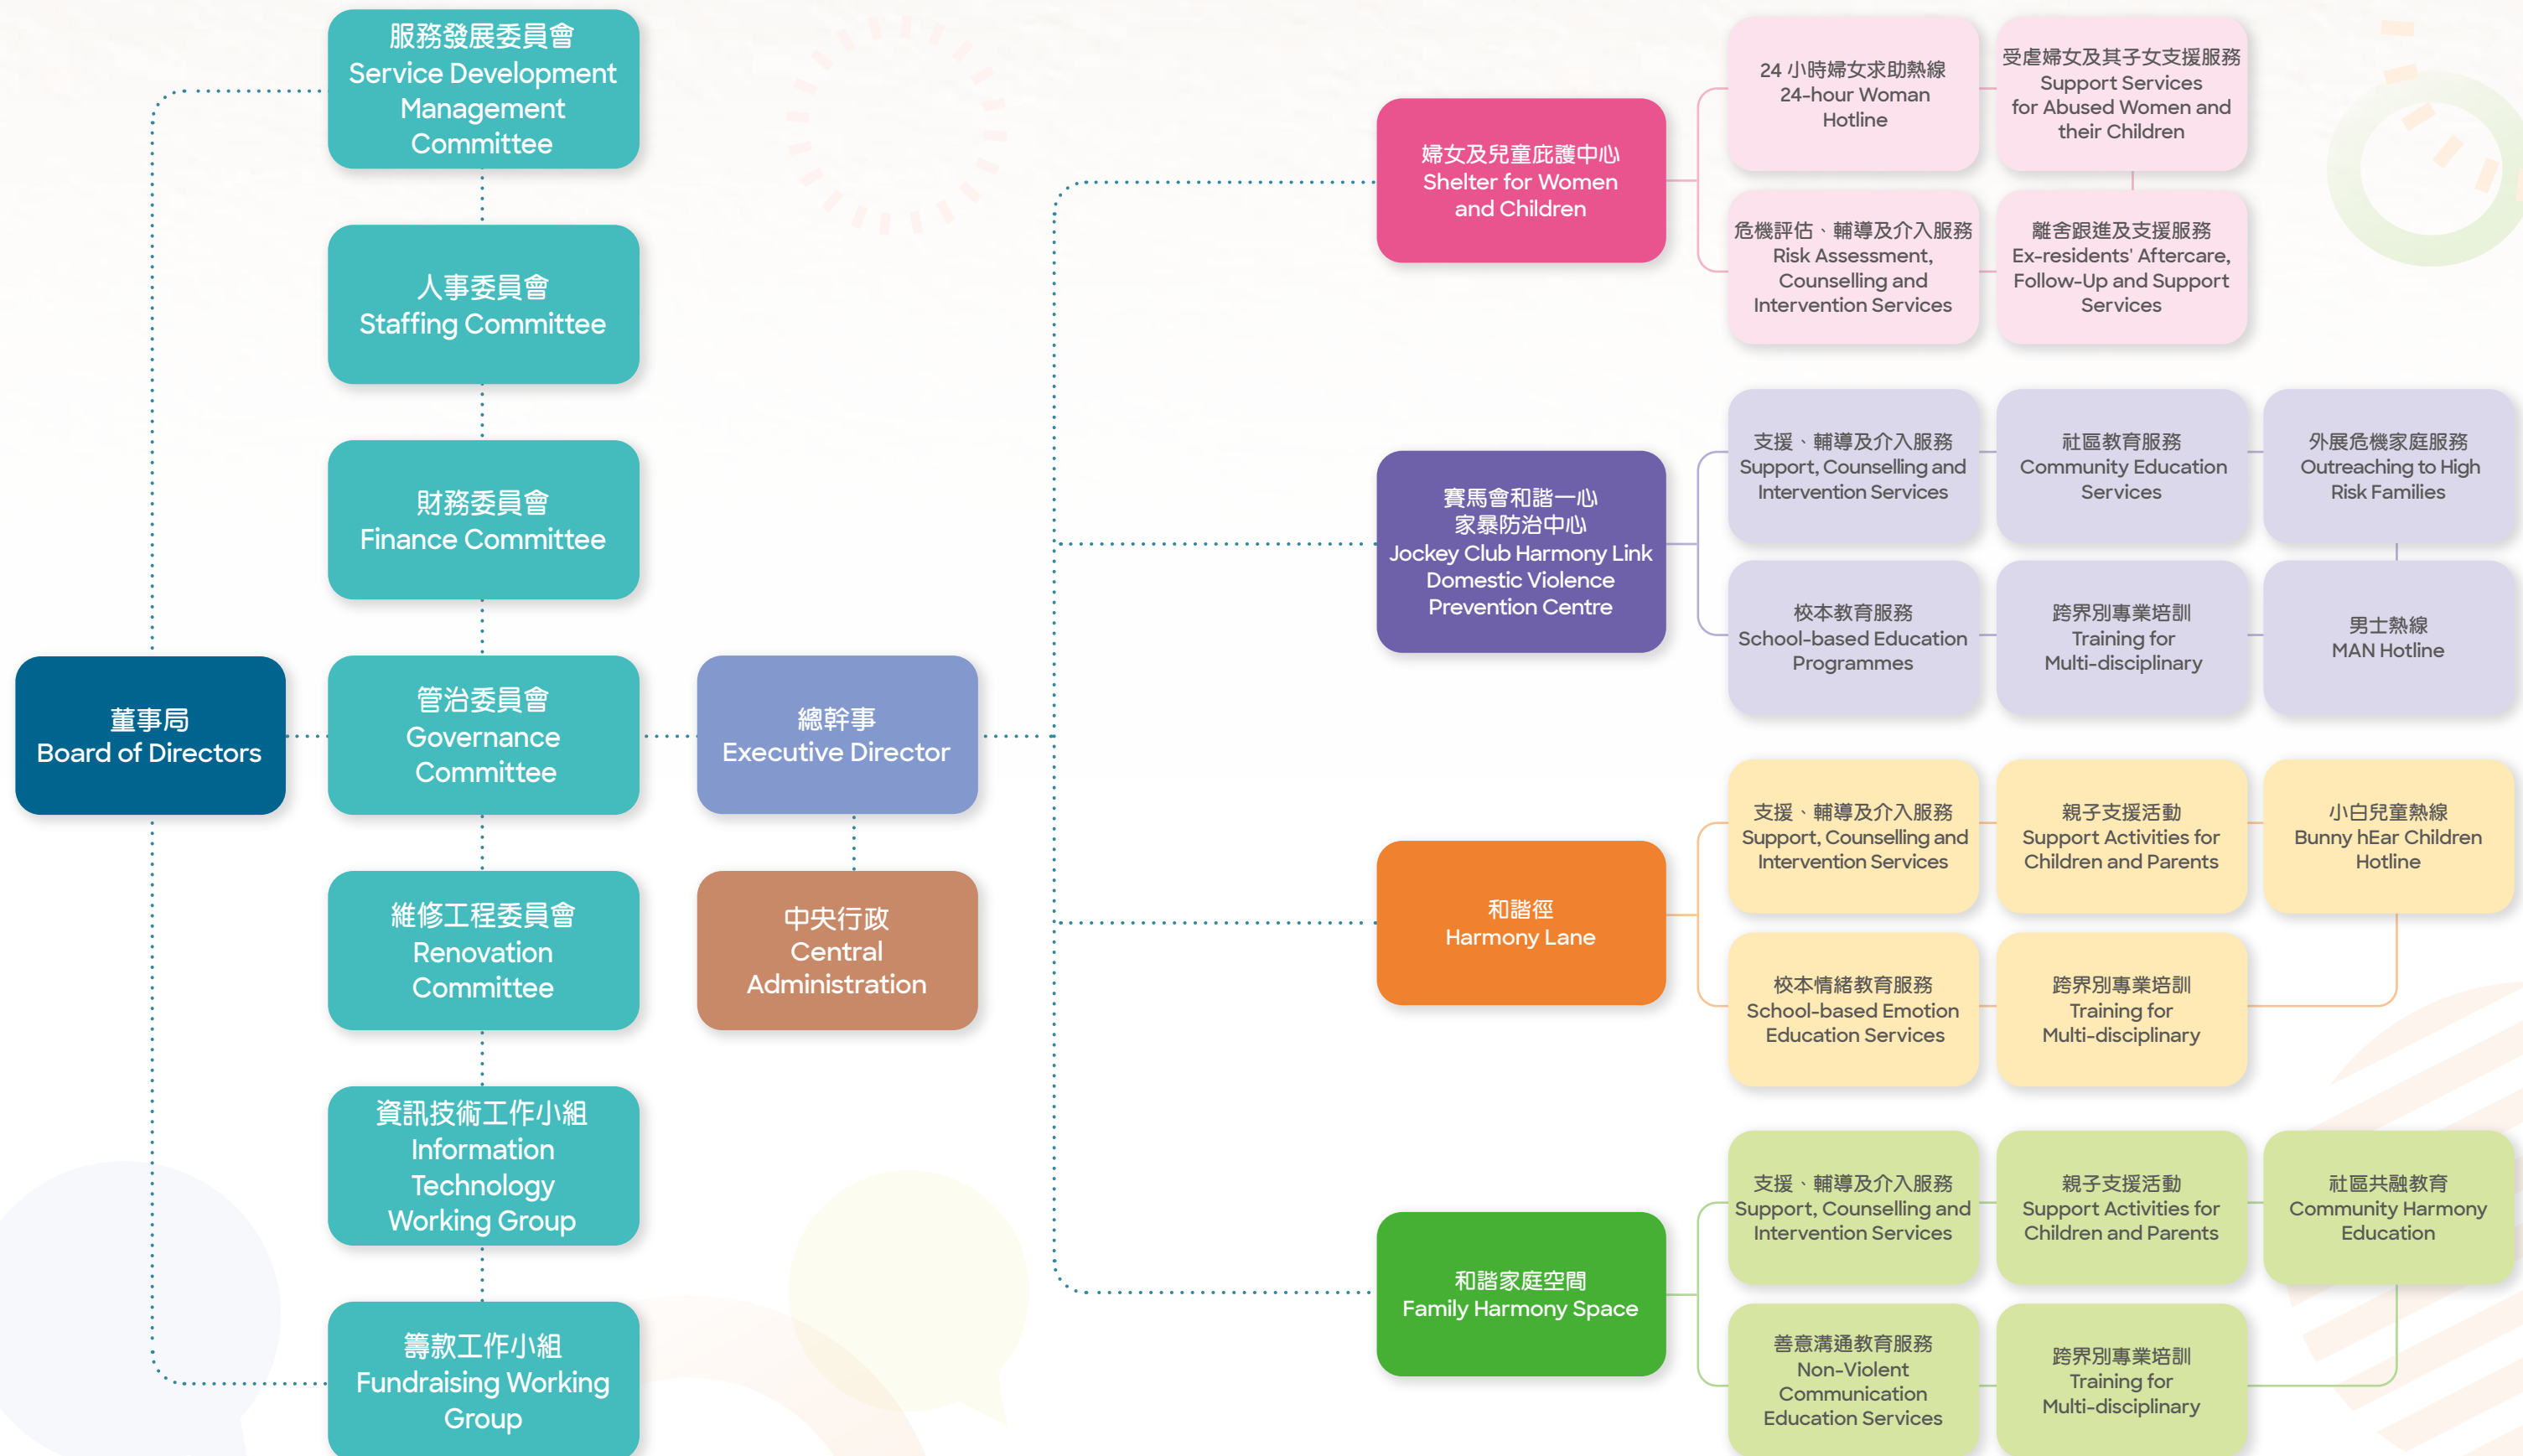 服務發展委員會
Service Development
Management
Committee
人事委員會
Staffing Committee
財務委員會
Finance Committee
董事局
Board of Directors
管治委員會
Governance
Committee
總幹事
Executive Director
維修工程委員會
Renovation
Committee
中央行政
Central
Administration
資訊技術工作小組
Information
Technology
Working Group
籌款工作小組
Fundraising Working
Group
婦女及兒童庇護中心
Shelter for Women
and Children
24 小時婦女求助熱線
24-hour Woman
Hotline
受虐婦女及其子女支援服務
Support Services
for Abused Women and
their Children
危機評估、輔導及介入服務
Risk Assessment,
Counselling and
Intervention Services
離舍跟進及支援服務
Ex-residents' Aftercare,
Follow-Up and Support
Services
賽馬會和諧一心
家暴防治中心
Jockey Club Harmony Link
Domestic Violence
Prevention Centre
支援、輔導及介入服務
Support, Counselling and
Intervention Services
社區教育服務
Community Education
Services
外展危機家庭服務
Outreaching to High
Risk Families
校本教育服務
School-based Education
Programmes
跨界別專業培訓
Training for
Multi-disciplinary
男士熱線
MAN Hotline
和諧徑
Harmony Lane
支援、輔導及介入服務
Support, Counselling and
Intervention Services
親子支援活動
Support Activities for
Children and Parents
小白兒童熱線
Bunny hEar Children
Hotline
校本情緒教育服務
School-based Emotion
Education Services
跨界別專業培訓
Training for
Multi-disciplinary
和諧家庭空間
Family Harmony Space
支援、輔導及介入服務
Support, Counselling and
Intervention Services
親子支援活動
Support Activities for
Children and Parents
社區共融教育
Community Harmony
Education
善意溝通教育服務
Non-Violent
Communication
Education Services
跨界別專業培訓
Training for
Multi-disciplinary